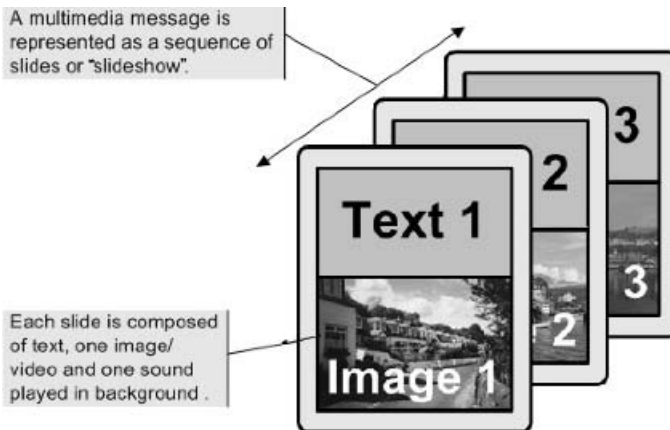 A multimedia message is
represented as a sequence of
slides or "slideshow".
3
2
Text 1
3
2
Image 1
Each slide is composed
of text, one image/
video and one sound
played in background .